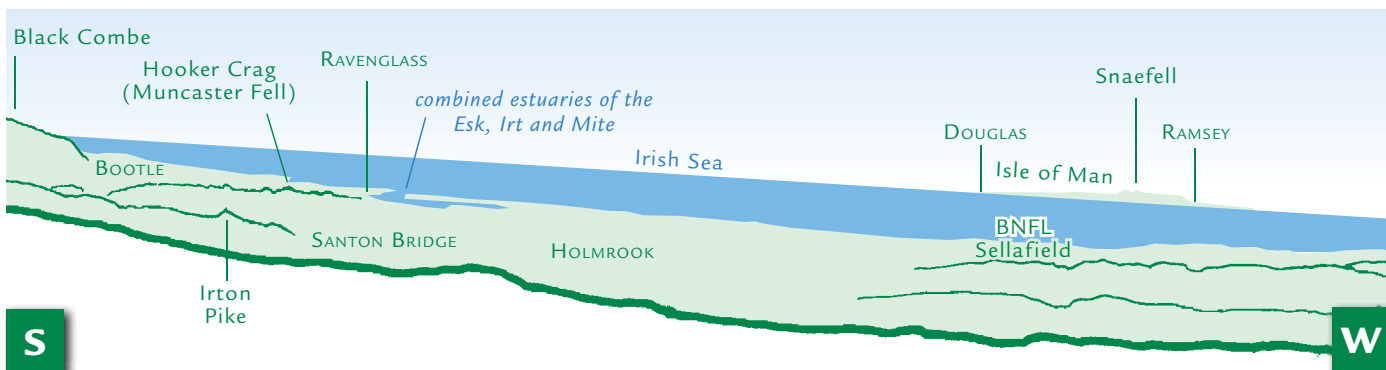 Black Combe
Hooker Crag
(Muncaster Fell)
RAVENGLASS
combined estuaries of the
Esk, Irt and Mite
Snaefell
DOUGLAS
RAMSEY
Irish Sea
Isle of Man
BOOTLE
BNFL
Sellafield
SANTON BRIDGE
HOLMROOK
Irton
Pike
S
W